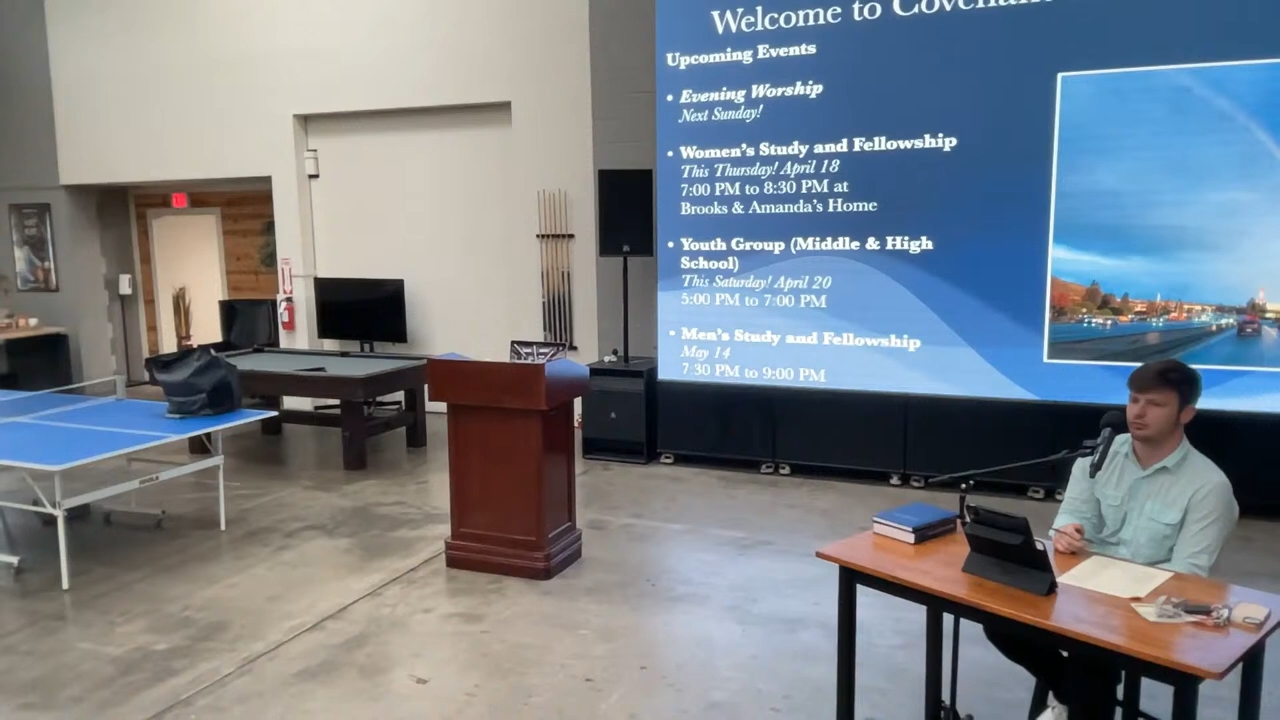 Welcome to Covenant
Upcoming Events
• Evening Worship
Next Sunday!
• Women's Study and Fellowship
This Thursday! April 18
7:00 PM to 8:30 PM at
Brooks & Amanda's Home
• Youth Group (Middle & High
School)
This Saturday! April 20
5:00 PM to 7:00 PM
• Men's Study and Fellowship
May 14
7:30 PM to 9:00 PM